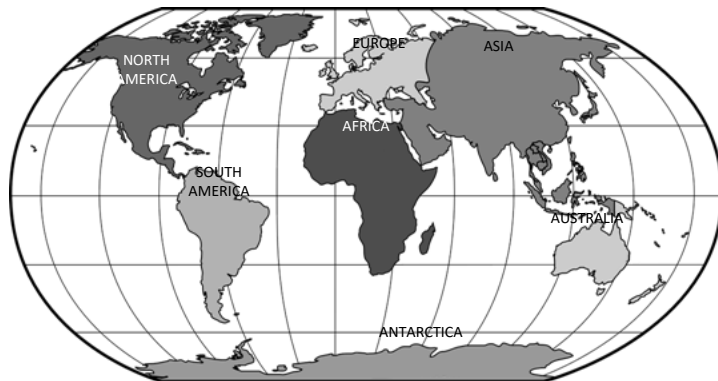 EUROPE
ASIA
NORTH
AMERICA
AFRICA
SOUTH
AMERICA
AUSTRALIA
ANTARCTICA